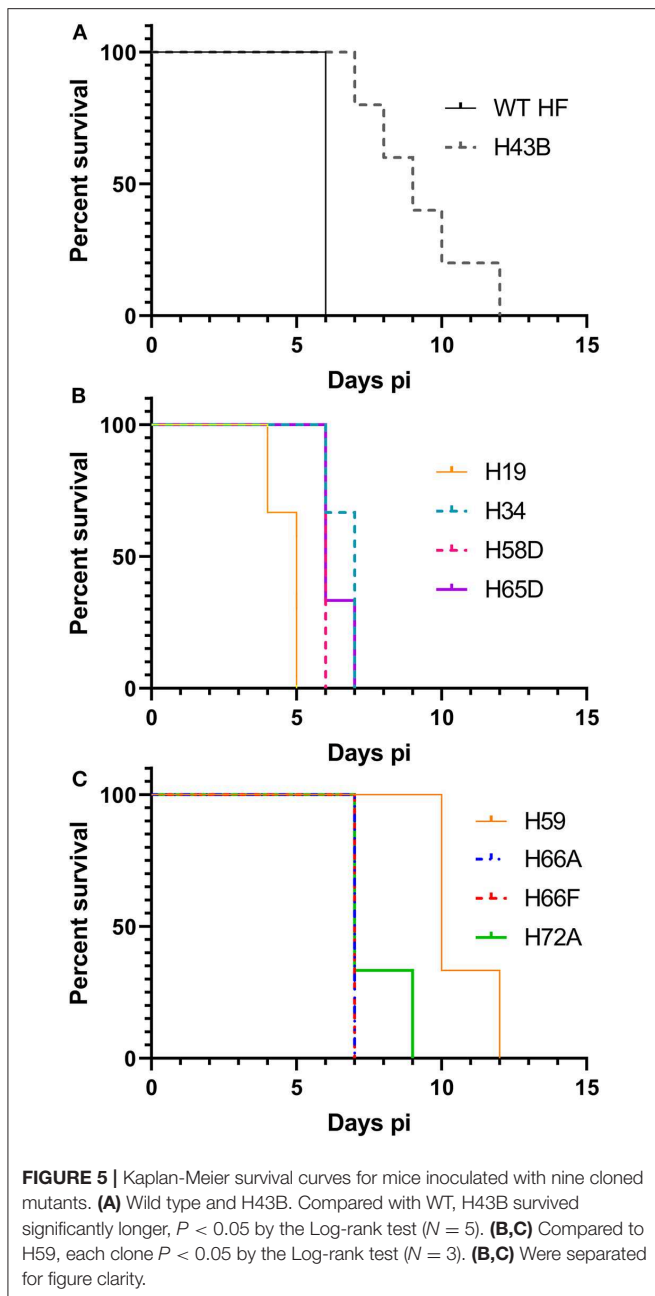 A
100
50
0
Percent survival
WT HF
H43B
0 5 10 15
Days pi
B
100
50
0
Percent survival
H19
H34
H58D
H65D
0 5 10 15
Days pi
C
100
50
0
Percent survival
H59
H66A
H66F
H72A
0 5 10 15
Days pi
FIGURE 5 | Kaplan-Meier survival curves for mice inoculated with nine cloned
mutants. (A) Wild type and H43B. Compared with WT, H43B survived
significantly longer, P < 0.05 by the Log-rank test (N = 5). (B,C) Compared to
H59, each clone P < 0.05 by the Log-rank test (N = 3). (B,C) Were separated
for figure clarity.